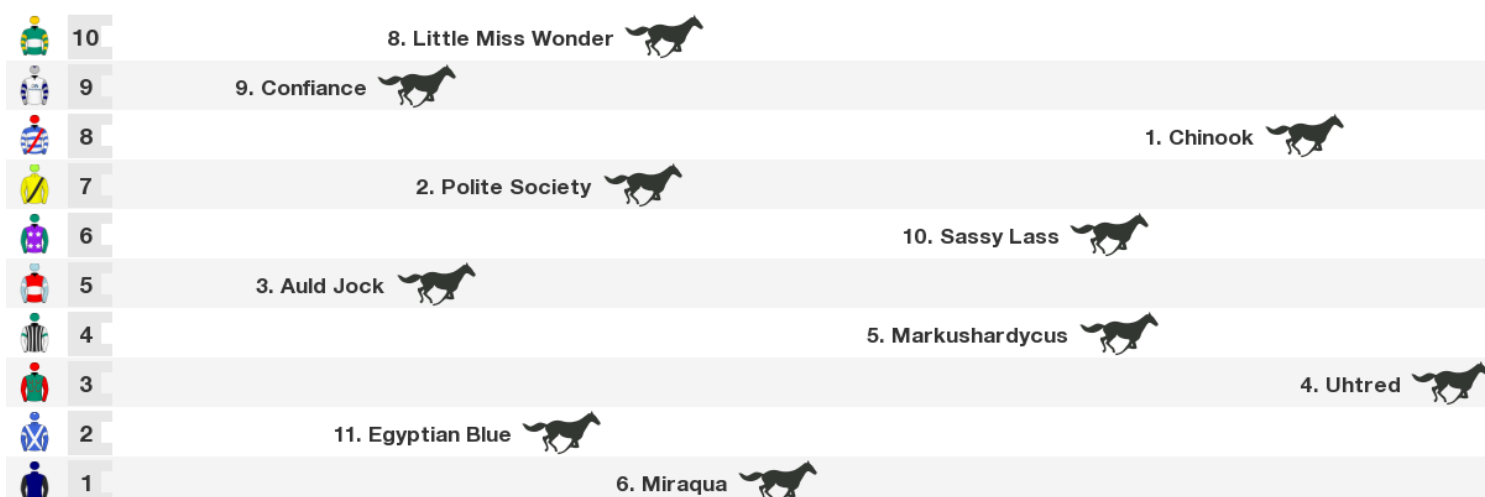 10 8. Little Miss Wonder
9 9. Confiance
8 1. Chinook
7 2. Polite Society
6 10. Sassy Lass
5 3. Auld Jock
4 5. Markushardycus
3 4. Uhtred
2 11. Egyptian Blue
1 6. Miraqua